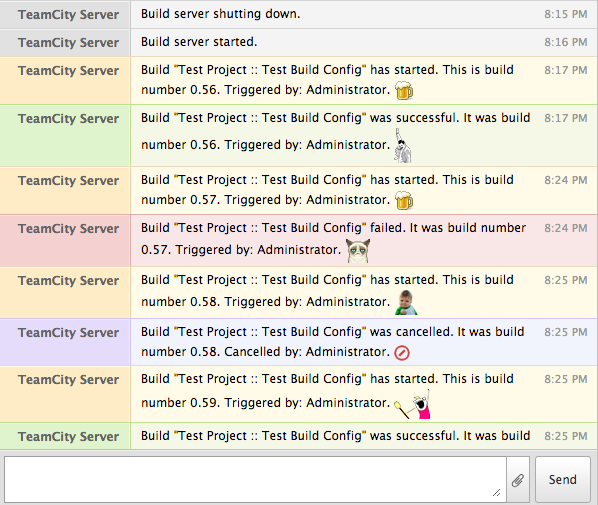 TeamCity Server Build server shutting down. 8:15 PM
TeamCity Server Build server started. 8:16 PM
TeamCity Server Build "Test Project :: Test Build Config" has started. This is build 8:17 PM
number 0.56. Triggered by: Administrator.
TeamCity Server Build "Test Project :: Test Build Config" was successful. It was build 8:17 PM
number 0.56. Triggered by: Administrator.
TeamCity Server Build "Test Project :: Test Build Config" has started. This is build 8:24 PM
number 0.57. Triggered by: Administrator.
TeamCity Server Build "Test Project :: Test Build Config" failed. It was build number 8:24 PM
0.57. Triggered by: Administrator.
TeamCity Server Build "Test Project :: Test Build Config" has started. This is build 8:25 PM
number 0.58. Triggered by: Administrator.
TeamCity Server Build "Test Project :: Test Build Config" was cancelled. It was build 8:25 PM
number 0.58. Cancelled by: Administrator.
TeamCity Server Build "Test Project :: Test Build Config" has started. This is build 8:25 PM
number 0.59. Triggered by: Administrator.
TeamCity Server Build "Test Project :: Test Build Config" was successful. It was build 8:25 PM
Send